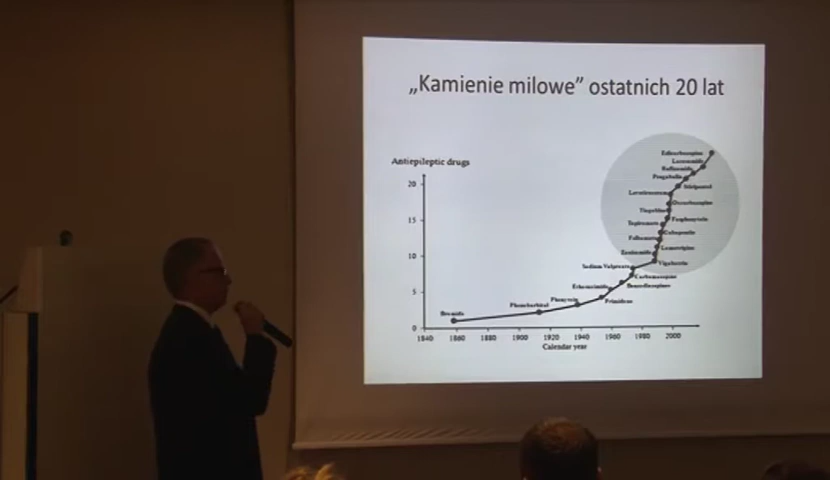 „Kamienie milowe” ostatnich 20 lat
Antiepileptic drugs
20
15
10
5
0
Eslicarbazepine
Lacosamide
Rufinamide
Pregabalin
Stiripentol
Levetiracetam
Oxcarbazepine
Tiagabine
Fosphenytoin
Topiramate
Gabapentin
Felbamate
Lamotrigine
Zonisamide
Vigabatrin
Sodium Valproate
Carbamazepine
Ethosuximide
Benzodiazepines
Phenytoin
Primidone
Phenobarbital
Bromide
1840 1860 1880 1900 1920 1940 1960 1980 2000
Calendar year